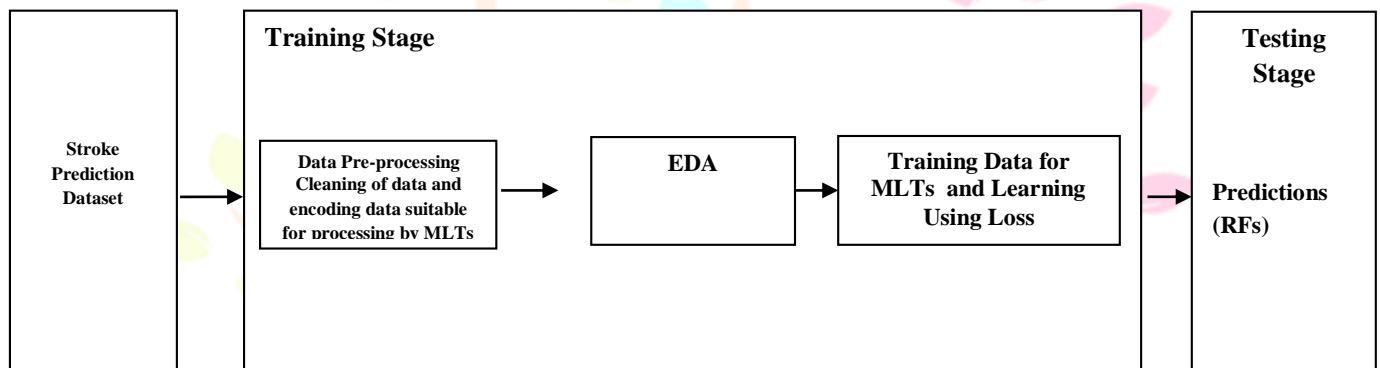 Stroke
Prediction
Dataset
Training Stage
Data Pre-processing
Cleaning of data and
encoding data suitable
for processing by MLTs
EDA
Training Data for
MLTs and Learning
Using Loss
Testing
Stage
Predictions
(RFs)